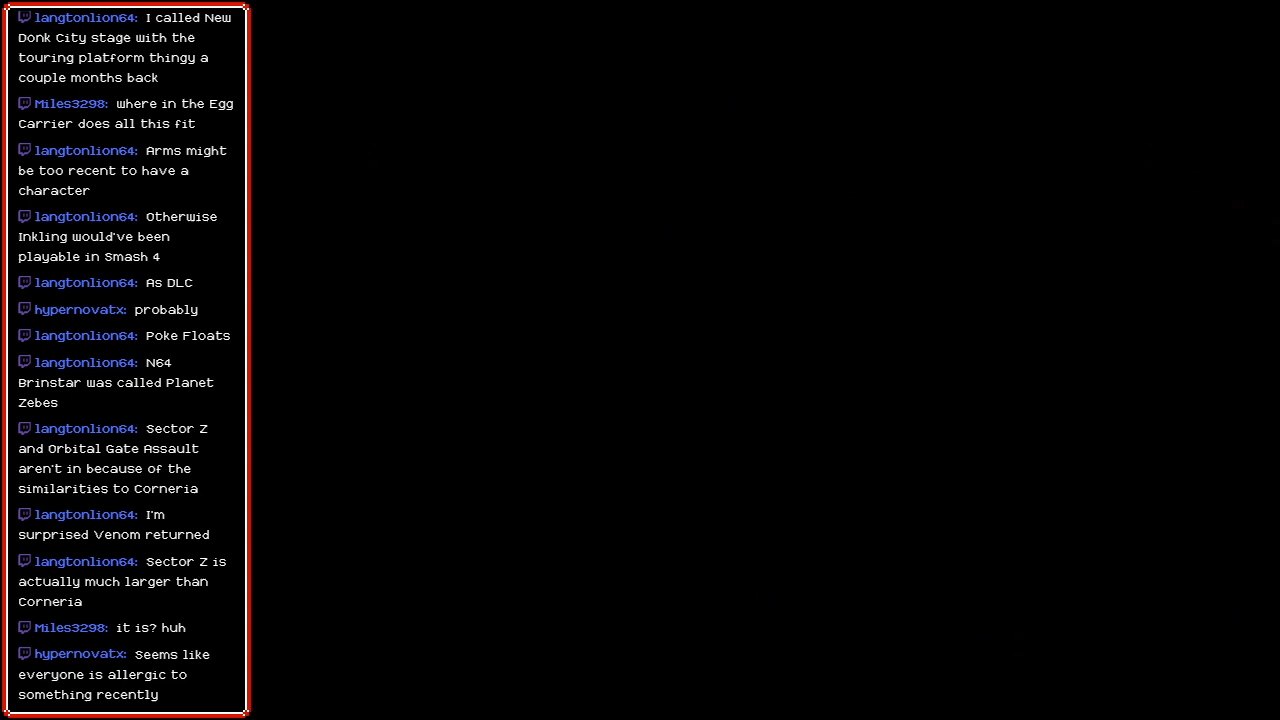 langtonlion64: I called New
Donk City stage with the
touring platform thingy a
couple months back
Miles3298: where in the Egg
Carrier does all this fit
langtonlion64: Arms might
be too recent to have a
character
langtonlion64: Otherwise
Inkling would've been
playable in Smash 4
langtonlion64: As DLC
hypernovatx: probably
langtonlion64: Poke Floats
langtonlion64: N64
Brinstar was called Planet
Zebes
langtonlion64: Sector Z
and Orbital Gate Assault
aren't in because of the
similarities to Corneria
langtonlion64: I'm
surprised Venom returned
langtonlion64: Sector Z is
actually much larger than
Corneria
Miles3298: it is? huh
hypernovatx: Seems like
everyone is allergic to
something recently